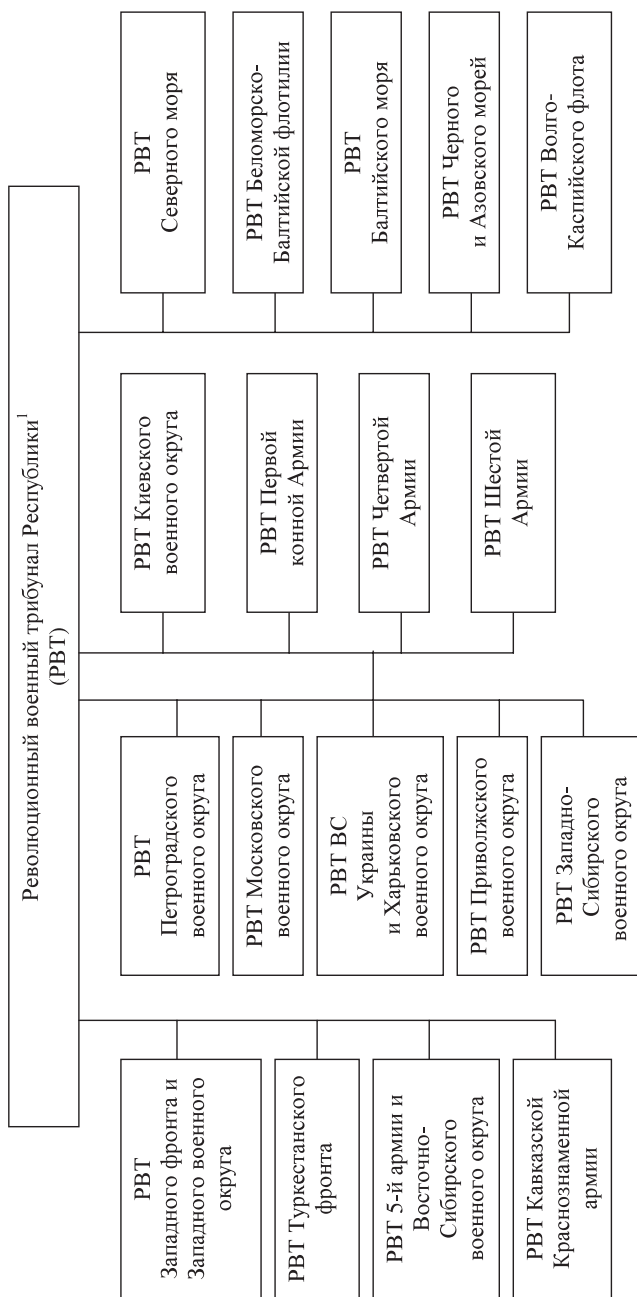 Революционный военный трибунал Республики¹
(РВТ)
РВТ
Западного фронта и
Западного военного
округа
РВТ Туркестанского
фронта
РВТ 5-й армии и
Восточно-
Сибирского
военного округа
РВТ Кавказской
Краснознаменной
армии
РВТ
Петроградского
военного округа
РВТ Московского
военного округа
РВТ ВС
Украины
и Харьковского
военного округа
РВТ Приволжского
военного округа
РВТ Западно-
Сибирского
военного округа
РВТ Киевского
военного округа
РВТ Первой
конной Армии
РВТ Четвертой
Армии
РВТ Шестой
Армии
РВТ
Северного моря
РВТ Беломорско-
Балтийской флотилии
РВТ
Балтийского моря
РВТ Черного
и Азовского морей
РВТ Волго-
Каспийского флота